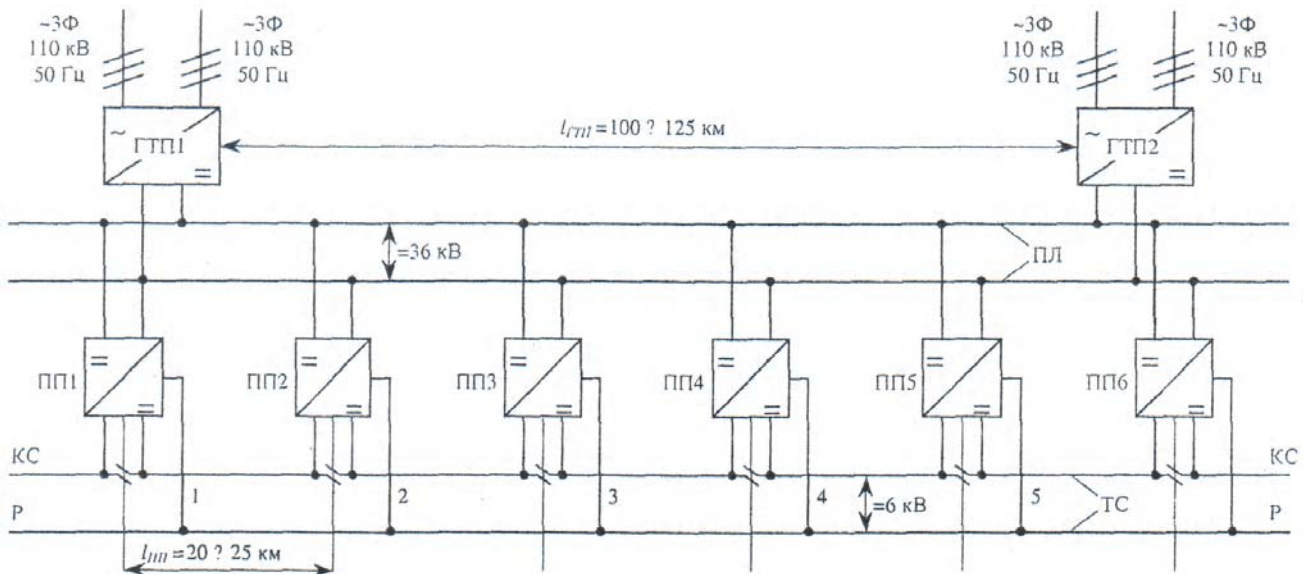 ~3Ф
110 кВ
50 Гц
~3Ф
110 кВ
50 Гц
~3Ф
110 кВ
50 Гц
~3Ф
110 кВ
50 Гц
~
ГТП1
=
lГТП=100 ? 125 км
~
ГТП2
=
=36 кВ
ПЛ
=
ПП1
=
=
ПП2
=
=
ПП3
=
=
ПП4
=
=
ПП5
=
=
ПП6
=
КС
КС
1
2
3
4
=6 кВ
5
ТС
Р
Р
lПП=20 ? 25 км